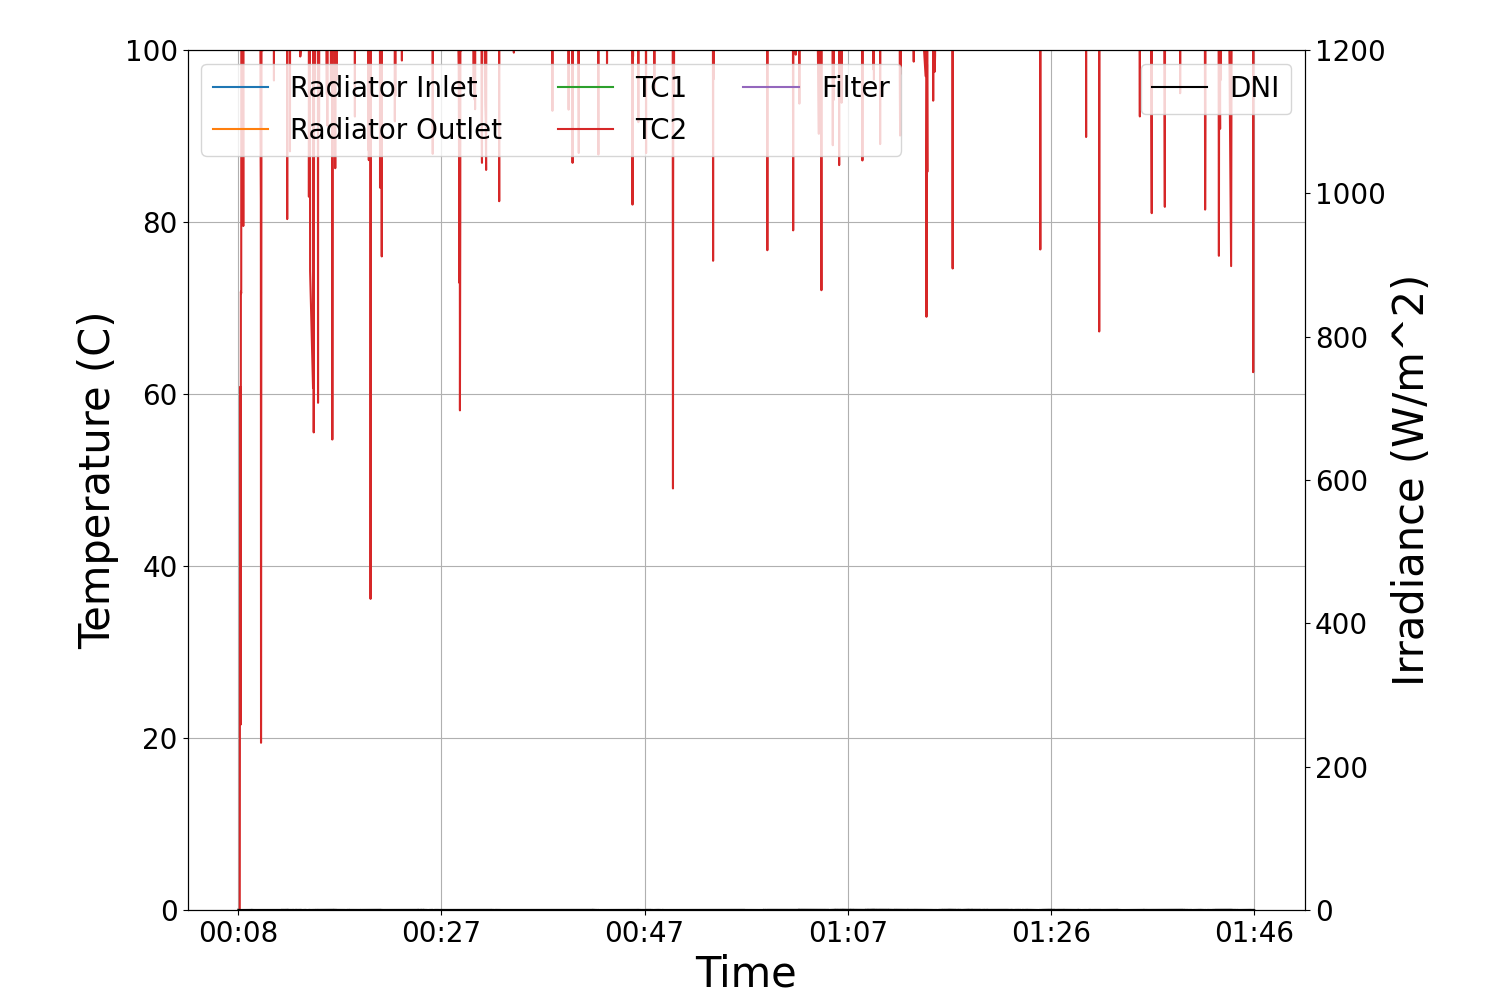 100
80
60
40
20
0
Temperature (C)
Radiator Inlet
Radiator Outlet
TC1
TC2
Filter
DNI
1200
1000
800
600
400
200
0
Irradiance (W/m^2)
00:08
00:27
00:47
01:07
01:26
01:46
Time